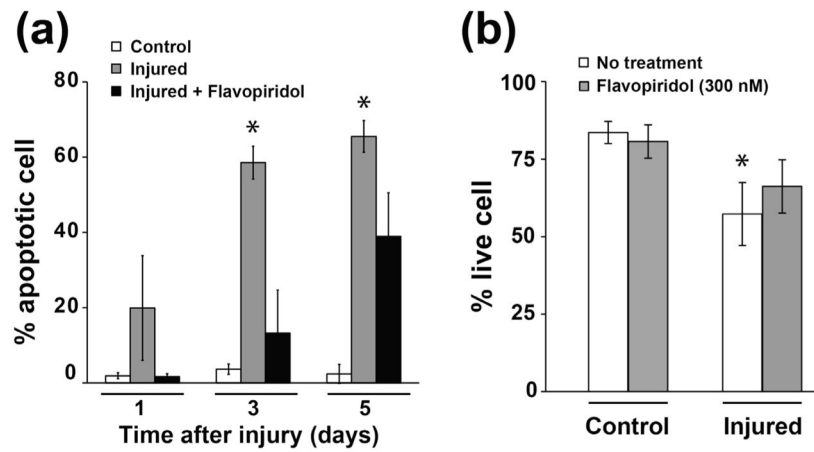 (a)
Control
Injured
Injured + Flavopiridol
80
60
40
20
0
% apoptotic cell
*
*
1 3 5
Time after injury (days)
(b)
No treatment
Flavopiridol (300 nM)
100
75
50
25
0
% live cell
*
Control Injured